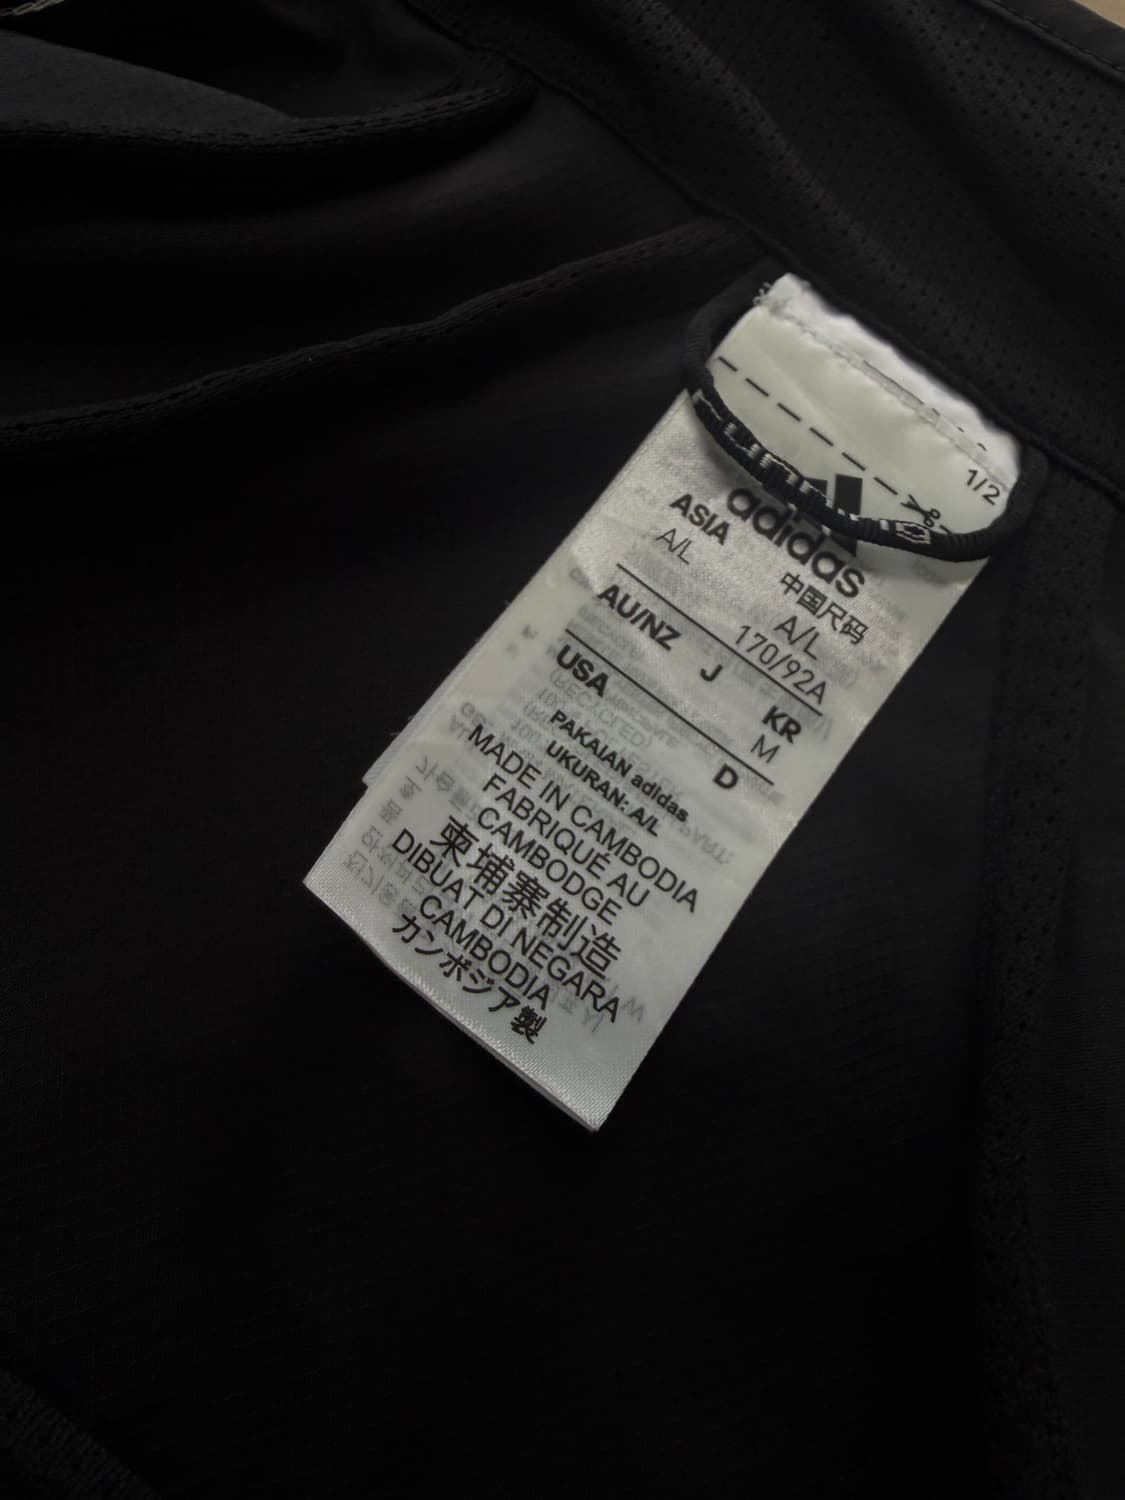 1/2
adidas
ASIA 中国尺码
A/L A/L
170/92A
AU/NZ J KR
M
USA D
PAKAIAN adidas
UKURAN: A/L
MADE IN CAMBODIA
FABRIQUÉ AU
CAMBODGE
柬埔寨制造
DIBUAT DI NEGARA
CAMBODIA
カンボジア製